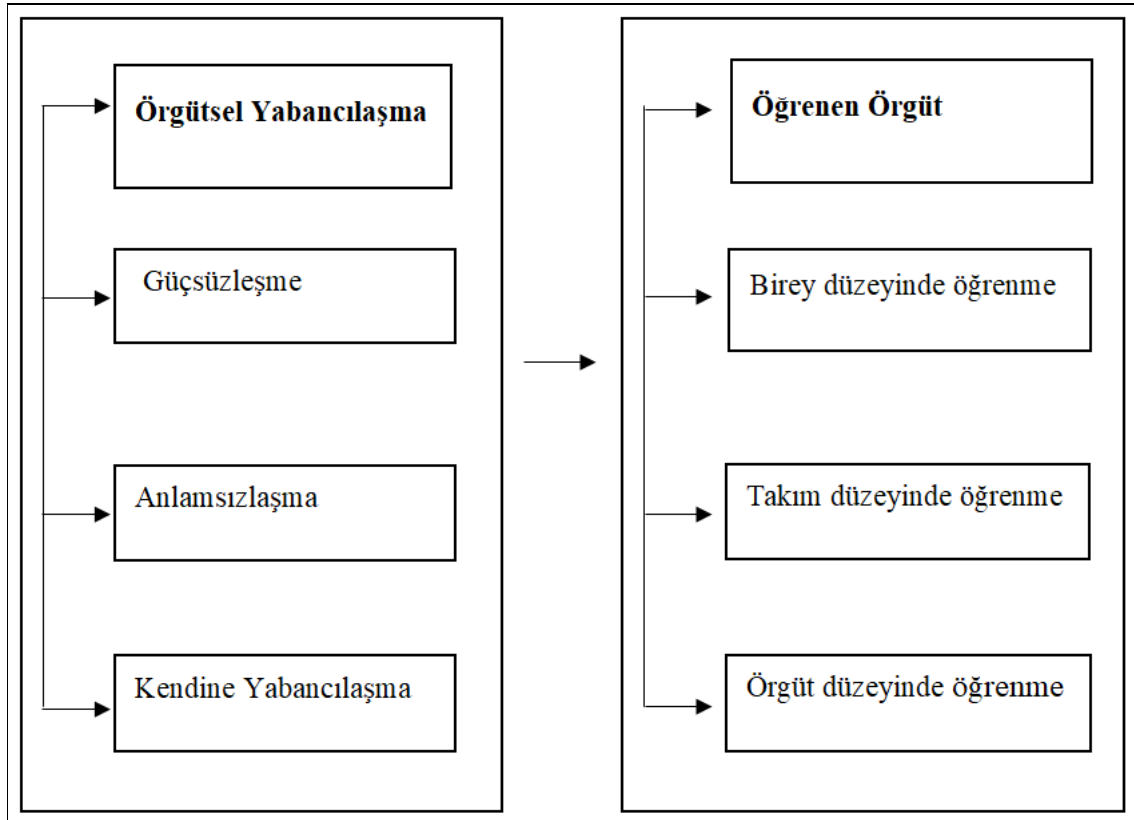 Örgütsel Yabancılaşma
Güçsüzleşme
Anlamsızlaşma
Kendine Yabancılaşma
Öğrenen Örgüt
Birey düzeyinde öğrenme
Takım düzeyinde öğrenme
Örgüt düzeyinde öğrenme